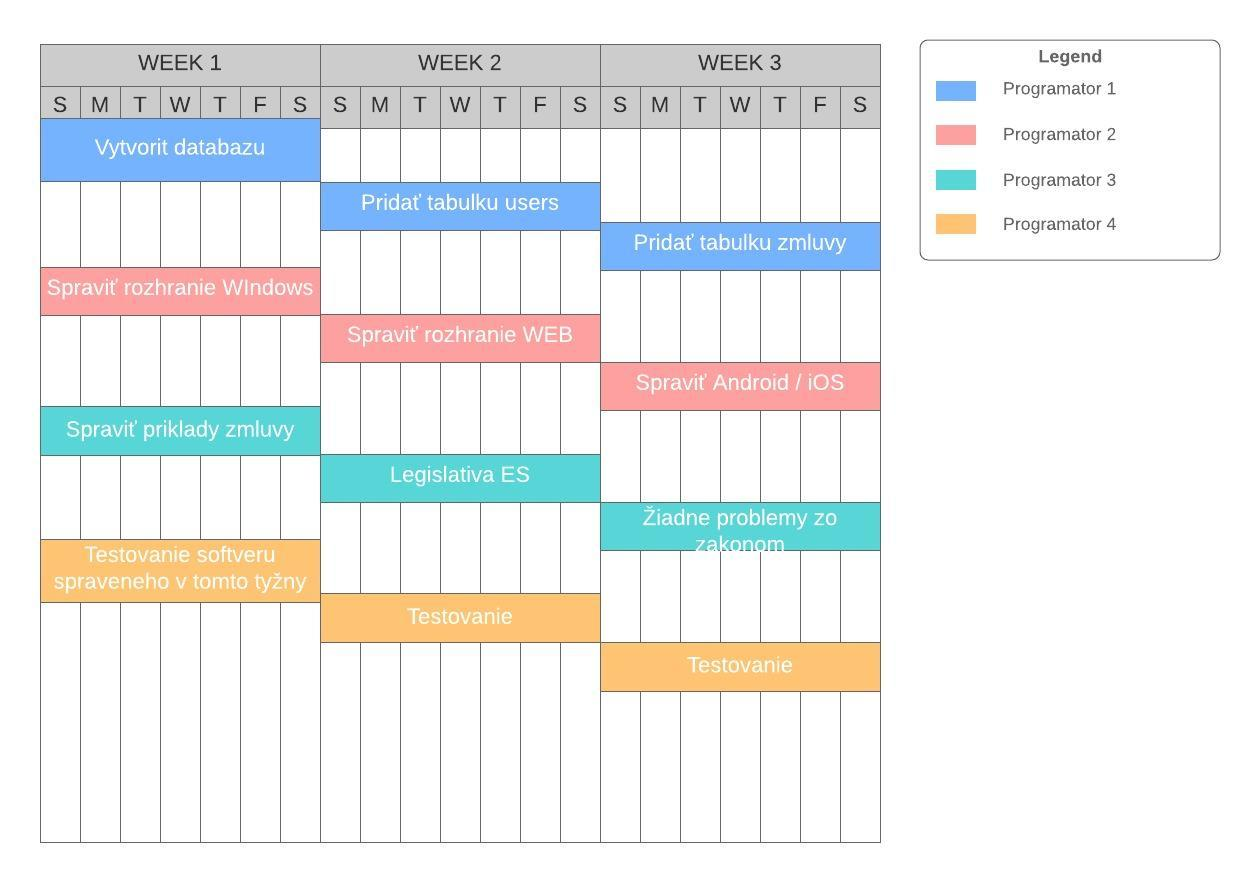 WEEK 1 WEEK 2 WEEK 3
S M T W T F S S M T W T F S S M T W T F S
Vytvorit databazu
Pridať tabulku users
Pridať tabulku zmluvy
Spraviť rozhranie WIndows
Spraviť rozhranie WEB
Spraviť Android / iOS
Spraviť priklady zmluvy
Legislativa ES
Žiadne problemy zo
zakonom
Testovanie softveru
spraveneho v tomto tyžny
Testovanie
Testovanie
Legend
Programator 1
Programator 2
Programator 3
Programator 4